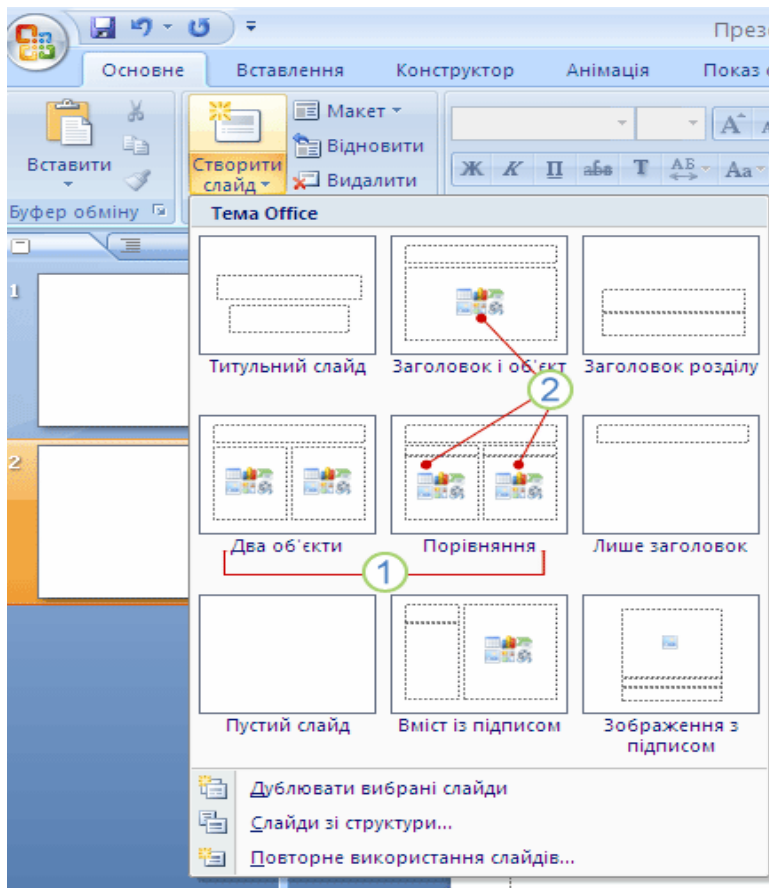 През
Основне Вставлення Конструктор Анімація Показ
Вставити
Створити слайд
Макет
Відновити
Видалити
Ж К П abc Т AB Aa
A
Буфер обміну
Тема Office
1
2
Титульний слайд Заголовок і об'єкт Заголовок розділу
2
Два об'єкти Порівняння Лише заголовок
1
Пустий слайд Вміст із підписом Зображення з
підписом
Дублювати вибрані слайди
Слайди зі структури...
Повторне використання слайдів...